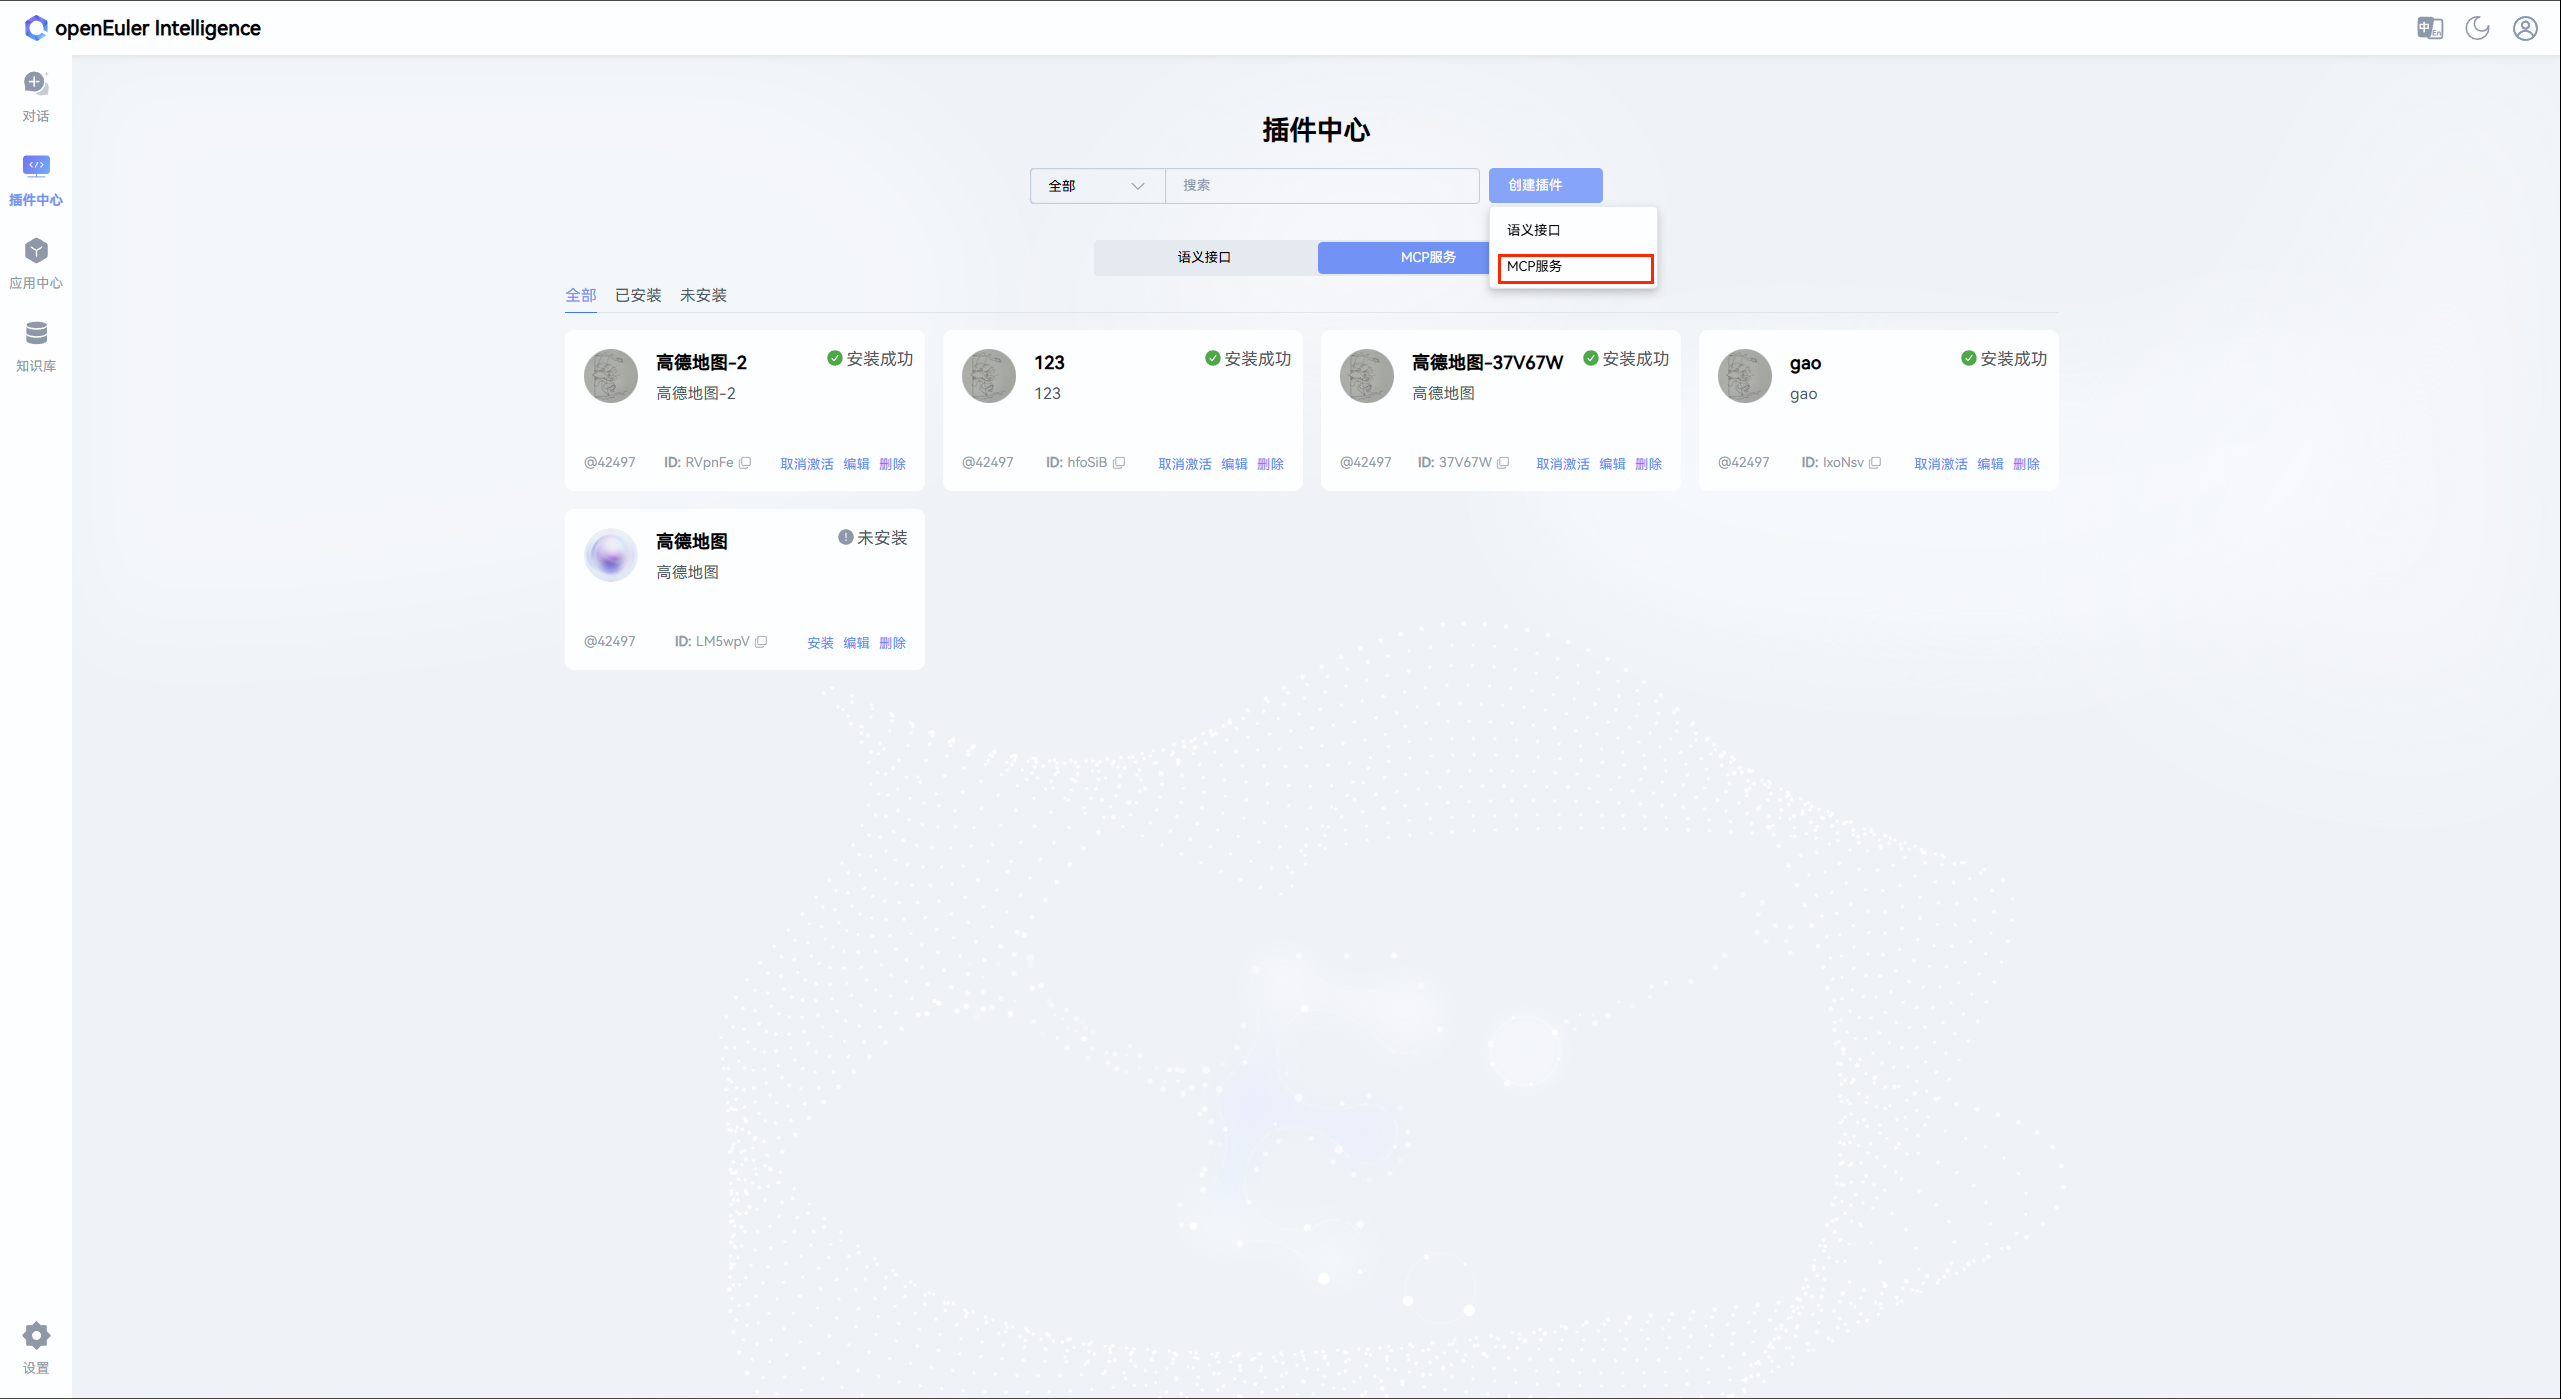 openEuler Intelligence
对话
插件中心
应用中心
知识库
设置
插件中心
全部 搜索 创建插件
语义接口
MCP服务
语义接口 MCP服务
全部 已安装 未安装
高德地图-2 安装成功
高德地图-2
@42497 ID: RVpnFe 取消激活 编辑 删除
123 安装成功
123
@42497 ID: hfoSiB 取消激活 编辑 删除
高德地图-37V67W 安装成功
高德地图
@42497 ID: 37V67W 取消激活 编辑 删除
gao 安装成功
gao
@42497 ID: lxoNsv 取消激活 编辑 删除
高德地图 未安装
高德地图
@42497 ID: LM5wpV 安装 编辑 删除